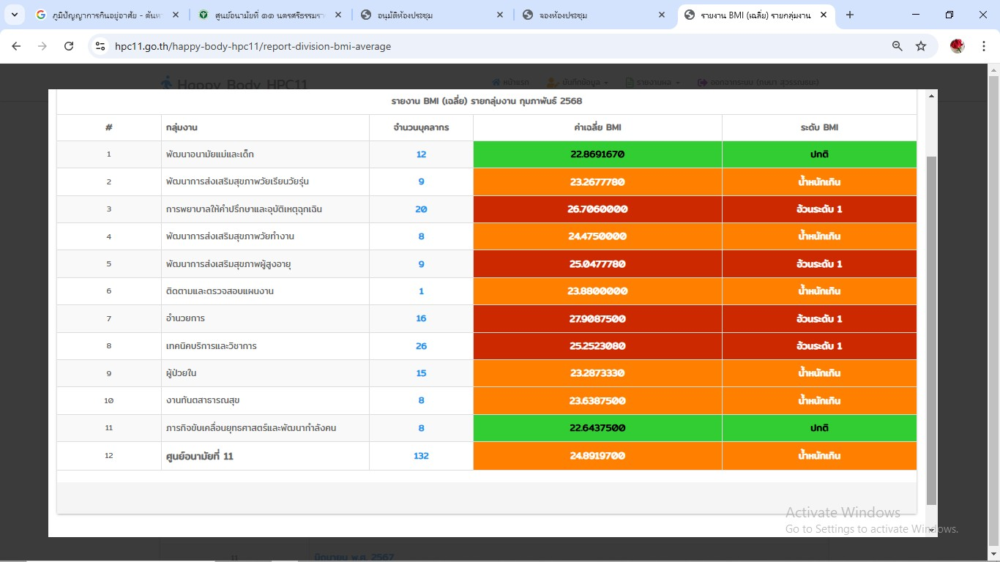 ภูมิปัญญาการกินอยู่อาศัย - ค้นห
ศูนย์อนามัยที่ ๑๑ นครศรีธรรมรา
อนุมัติห้องประชุม
จองห้องประชุม
รายงาน BMI (เฉลี่ย) รายกลุ่มงาน
hpc11.go.th/happy-body-hpc11/report-division-bmi-average
Happy Body HPC11 หน้าแรก บันทึกข้อมูล รายงานผล ออกจากระบบ
รายงาน BMI (เฉลี่ย) รายกลุ่มงาน กุมภาพันธ์ 2568
# กลุ่มงาน จำนวนบุคลากร ค่าเฉลี่ย BMI ระดับ BMI
1 พัฒนาอนามัยแม่และเด็ก 12 22.8691670 ปกติ
2 พัฒนาการส่งเสริมสุขภาพวัยเรียนวัยรุ่น 9 23.2677780 น้ำหนักเกิน
3 การพยาบาลให้คำปรึกษาและอุบัติเหตุฉุกเฉิน 20 26.7060000 อ้วนระดับ 1
4 พัฒนาการส่งเสริมสุขภาพวัยทำงาน 8 24.4750000 น้ำหนักเกิน
5 พัฒนาการส่งเสริมสุขภาพผู้สูงอายุ 9 25.0477780 อ้วนระดับ 1
6 ติดตามและตรวจสอบแผนงาน 1 23.8800000 น้ำหนักเกิน
7 อำนวยการ 16 27.9087500 อ้วนระดับ 1
8 เทคนิคบริการและวิชาการ 26 25.2523080 อ้วนระดับ 1
9 ผู้ป่วยใน 15 23.2873330 น้ำหนักเกิน
10 งานทันตสาธารณสุข 8 23.6387500 น้ำหนักเกิน
11 ภารกิจขับเคลื่อนยุทธศาสตร์และพัฒนากำลังคน 8 22.6437500 ปกติ
12 ศูนย์อนามัยที่ 11 132 24.8919700 น้ำหนักเกิน
Activate Windows
Go to Settings to activate Windows.
11 มิถุนายน พ.ศ. 2567